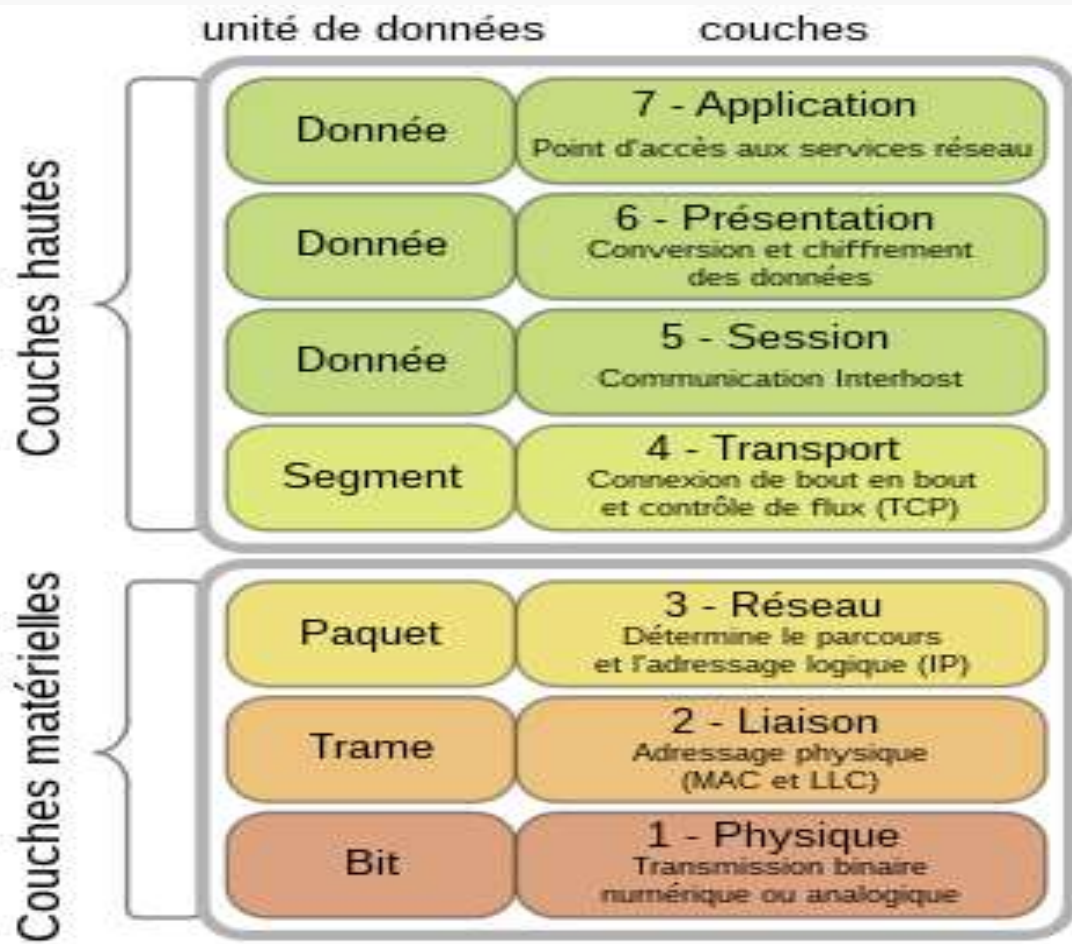 unité de données couches
Couches hautes
Donnée
7 - Application
Point d'accès aux services réseau
Donnée
6 - Présentation
Conversion et chiffrement
des données
Donnée
5 - Session
Communication Interhost
Segment
4 - Transport
Connexion de bout en bout
et contrôle de flux (TCP)
Couches matérielles
Paquet
3 - Réseau
Détermine le parcours
et l'adressage logique (IP)
Trame
2 - Liaison
Adressage physique
(MAC et LLC)
Bit
1 - Physique
Transmission binaire
numérique ou analogique